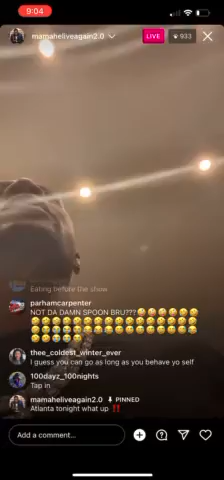 9:04
mamaheliveagain2.0
LIVE
933
Eating before the show
parhamcarpenter
NOT DA DAMN SPOON BRU???
thee_coldest_winter_ever
I guess you can go as long as you behave yo self
100dayz_100nights
Tap in
mamaheliveagain2.0 PINNED
Atlanta tonight what up ‼️
Add a comment...